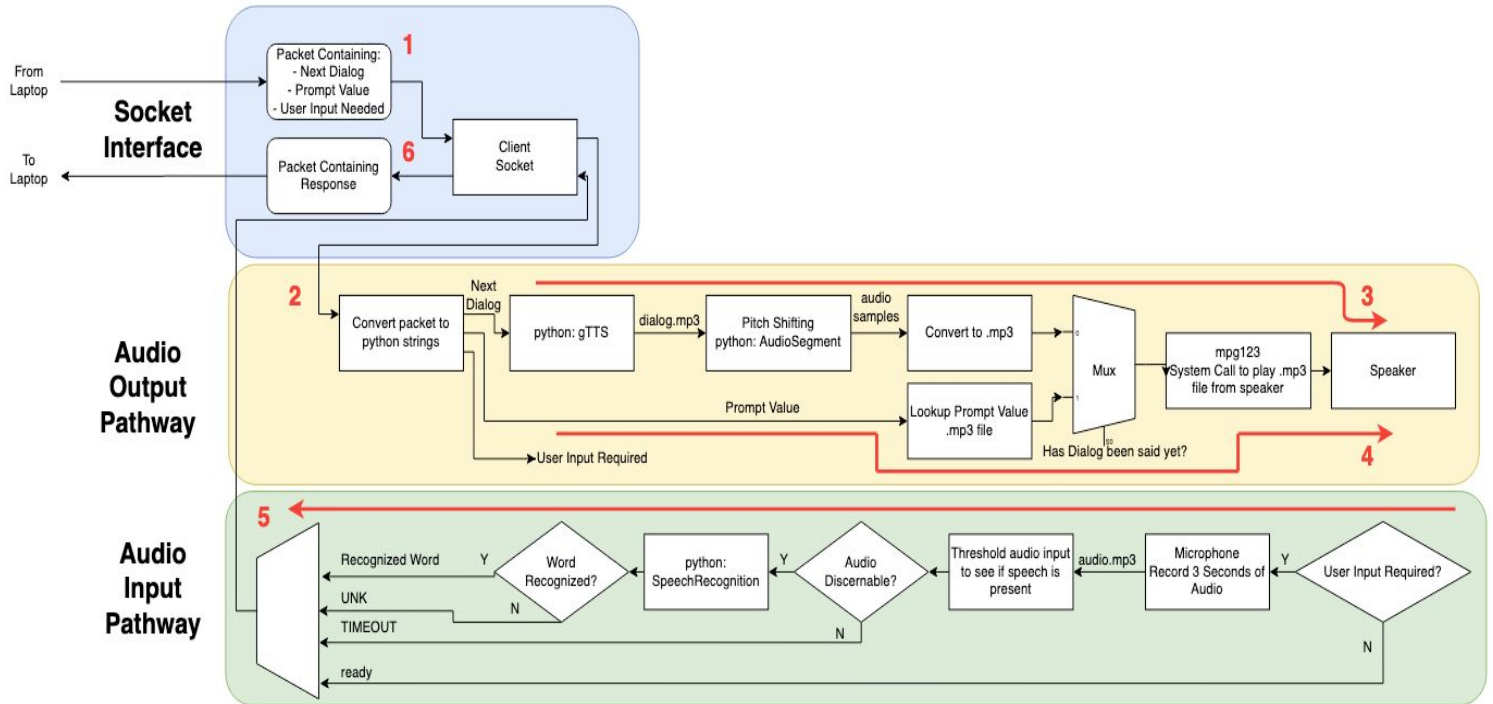 From
Laptop
Socket
Interface
To
Laptop
1
Packet Containing:
- Next Dialog
- Prompt Value
- User Input Needed
6
Client
Socket
Packet Containing
Response
Audio
Output
Pathway
2
Convert packet to
python strings
Next
Dialog
python: gTTS
dialog.mp3
Pitch Shifting
python: AudioSegment
audio
samples
Convert to .mp3
0
Mux
1
S0
mpg123
System Call to play .mp3
file from speaker
3
Speaker
Prompt Value
Lookup Prompt Value
.mp3 file
Has Dialog been said yet?
4
User Input Required
Audio
Input
Pathway
5
Recognized Word
Y
Word
Recognized?
N
UNK
TIMEOUT
ready
python:
SpeechRecognition
Y
Audio
Discernable?
N
Threshold audio input
to see if speech is
present
audio.mp3
Microphone
Record 3 Seconds of
Audio
Y
User Input Required?
N